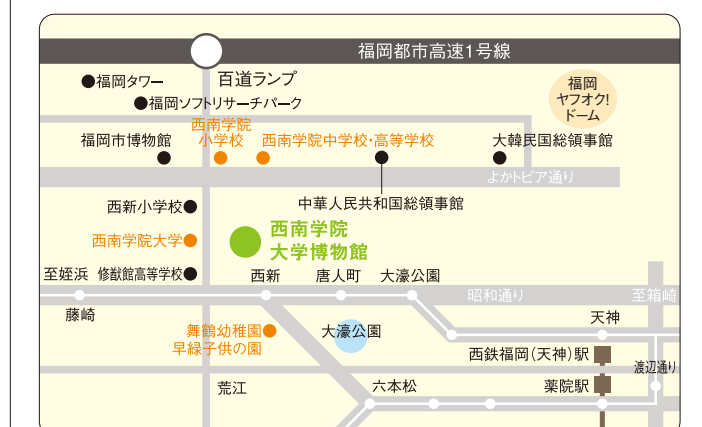 福岡都市高速1号線
福岡タワー
百道ランプ
福岡
ヤフオク!
ドーム
福岡ソフトリサーチパーク
西南学院
小学校
福岡市博物館
西南学院中学校・高等学校
大韓民国総領事館
よかトピア通り
中華人民共和国総領事館
西新小学校
西南学院
大学博物館
西南学院大学
至姪浜
修猷館高等学校
西新
唐人町
大濠公園
昭和通り
至箱崎
藤崎
天神
舞鶴幼稚園
早緑子供の園
大濠公園
西鉄福岡(天神)駅
渡辺通り
荒江
六本松
薬院駅